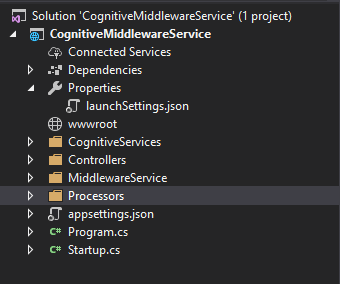 Solution 'CognitiveMiddlewareService' (1 project)
CognitiveMiddlewareService
Connected Services
Dependencies
Properties
launchSettings.json
wwwroot
CognitiveServices
Controllers
MiddlewareService
Processors
appsettings.json
C# Program.cs
C# Startup.cs